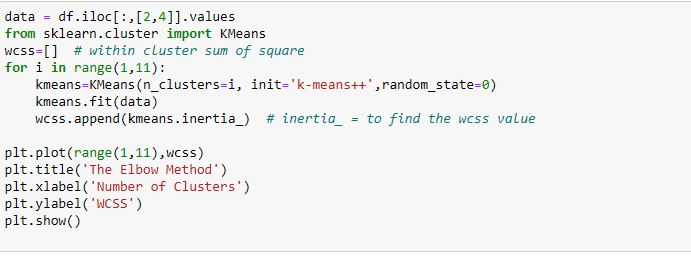 data = df.iloc[:,[2,4]].values
from sklearn.cluster import KMeans
wcss=[]  # within cluster sum of square
for i in range(1,11):
    kmeans=KMeans(n_clusters=i, init='k-means++',random_state=0)
    kmeans.fit(data)
    wcss.append(kmeans.inertia_)  # inertia_ = to find the wcss value

plt.plot(range(1,11),wcss)
plt.title('The Elbow Method')
plt.xlabel('Number of Clusters')
plt.ylabel('WCSS')
plt.show()